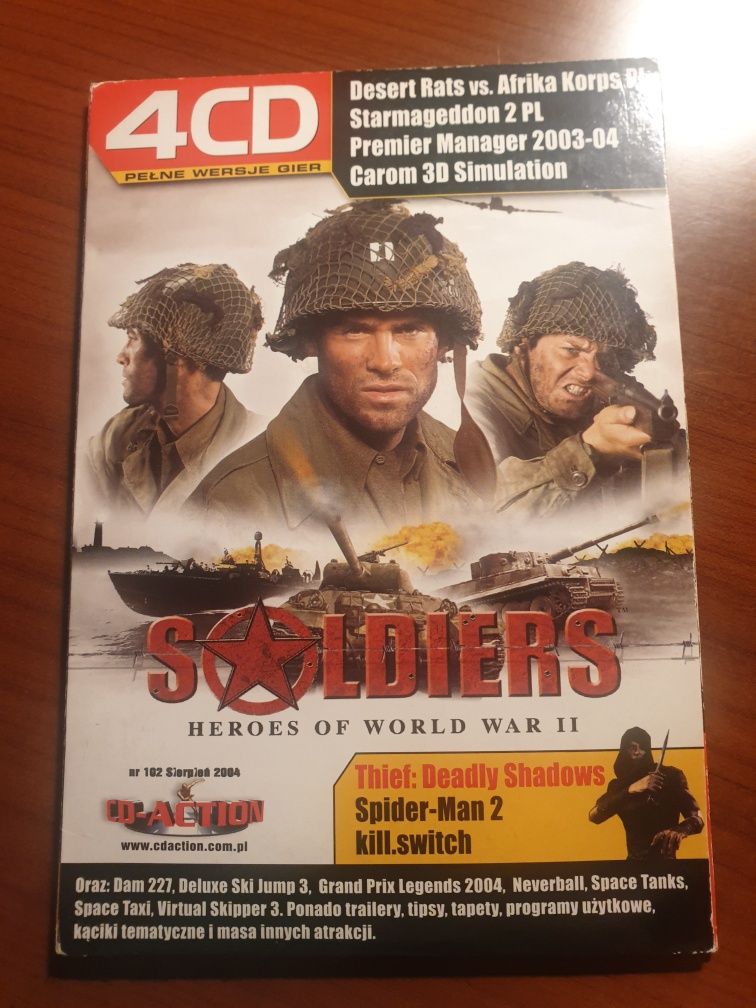 4CD
PEŁNE WERSJE GIER
Desert Rats vs. Afrika Korps PL
Starmageddon 2 PL
Premier Manager 2003-04
Carom 3D Simulation
SOLDIERS
TM
HEROES OF WORLD WAR II
nr 102 Sierpień 2004
CD-ACTION
www.cdaction.com.pl
Thief: Deadly Shadows
Spider-Man 2
kill.switch
Oraz: Dam 227, Deluxe Ski Jump 3, Grand Prix Legends 2004, Neverball, Space Tanks,
Space Taxi, Virtual Skipper 3. Ponado trailery, tipsy, tapety, programy użytkowe,
kąciki tematyczne i masa innych atrakcji.